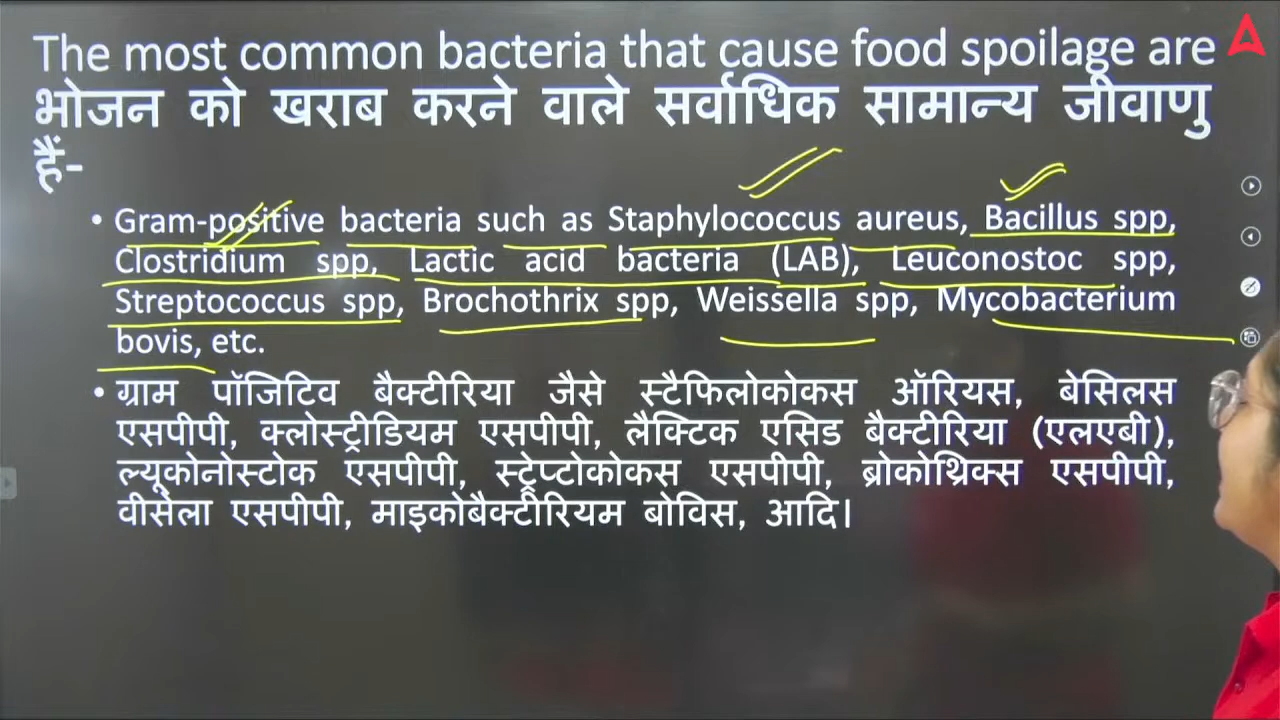 The most common bacteria that cause food spoilage are
भोजन को खराब करने वाले सर्वाधिक सामान्य जीवाणु
हैं-
• Gram-positive bacteria such as Staphylococcus aureus, Bacillus spp,
Clostridium spp, Lactic acid bacteria (LAB), Leuconostoc spp,
Streptococcus spp, Brochothrix spp, Weissella spp, Mycobacterium
bovis, etc.
• ग्राम पॉजिटिव बैक्टीरिया जैसे स्टैफिलोकोकस ऑरियस, बेसिलस
एसपीपी, क्लोस्ट्रीडियम एसपीपी, लैक्टिक एसिड बैक्टीरिया (एलएबी),
ल्यूकोनोस्टोक एसपीपी, स्ट्रेप्टोकोकस एसपीपी, ब्रोकोथ्रिक्स एसपीपी,
वीसेला एसपीपी, माइकोबैक्टीरियम बोविस, आदि।